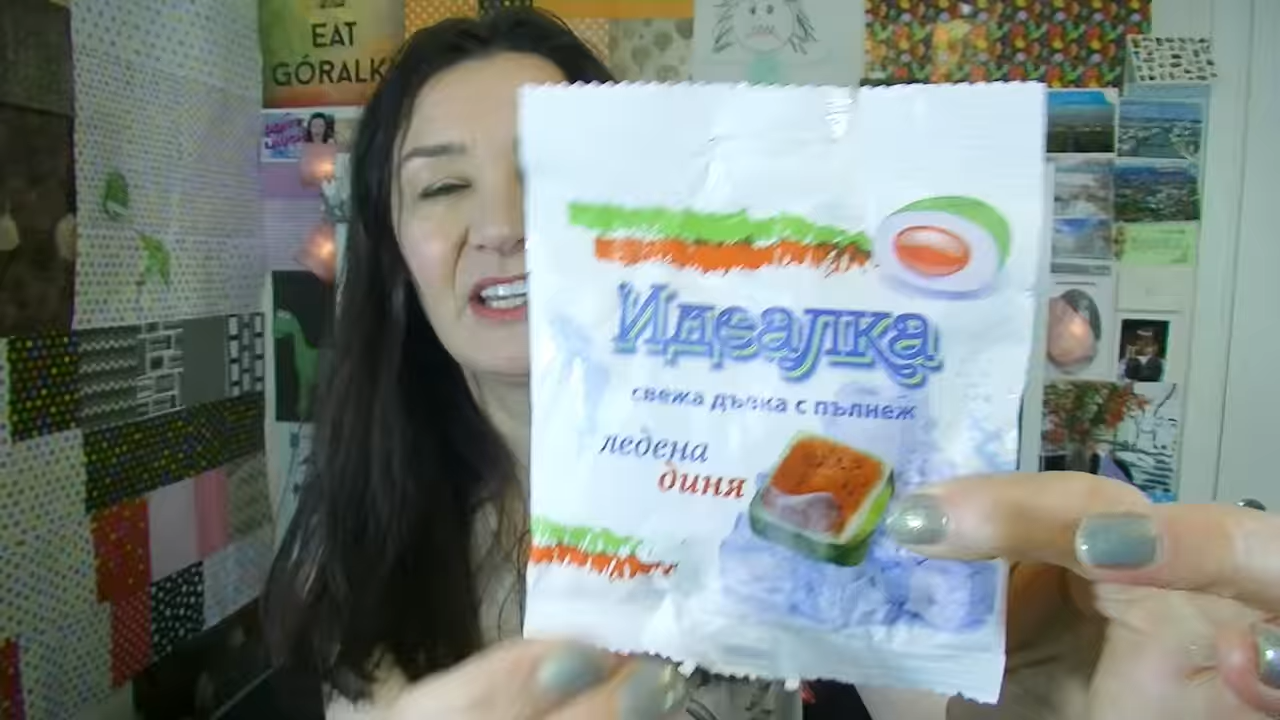 EAT
GÓRALK
Идеалка
свежа дъвка с пълнеж
ледена
диня